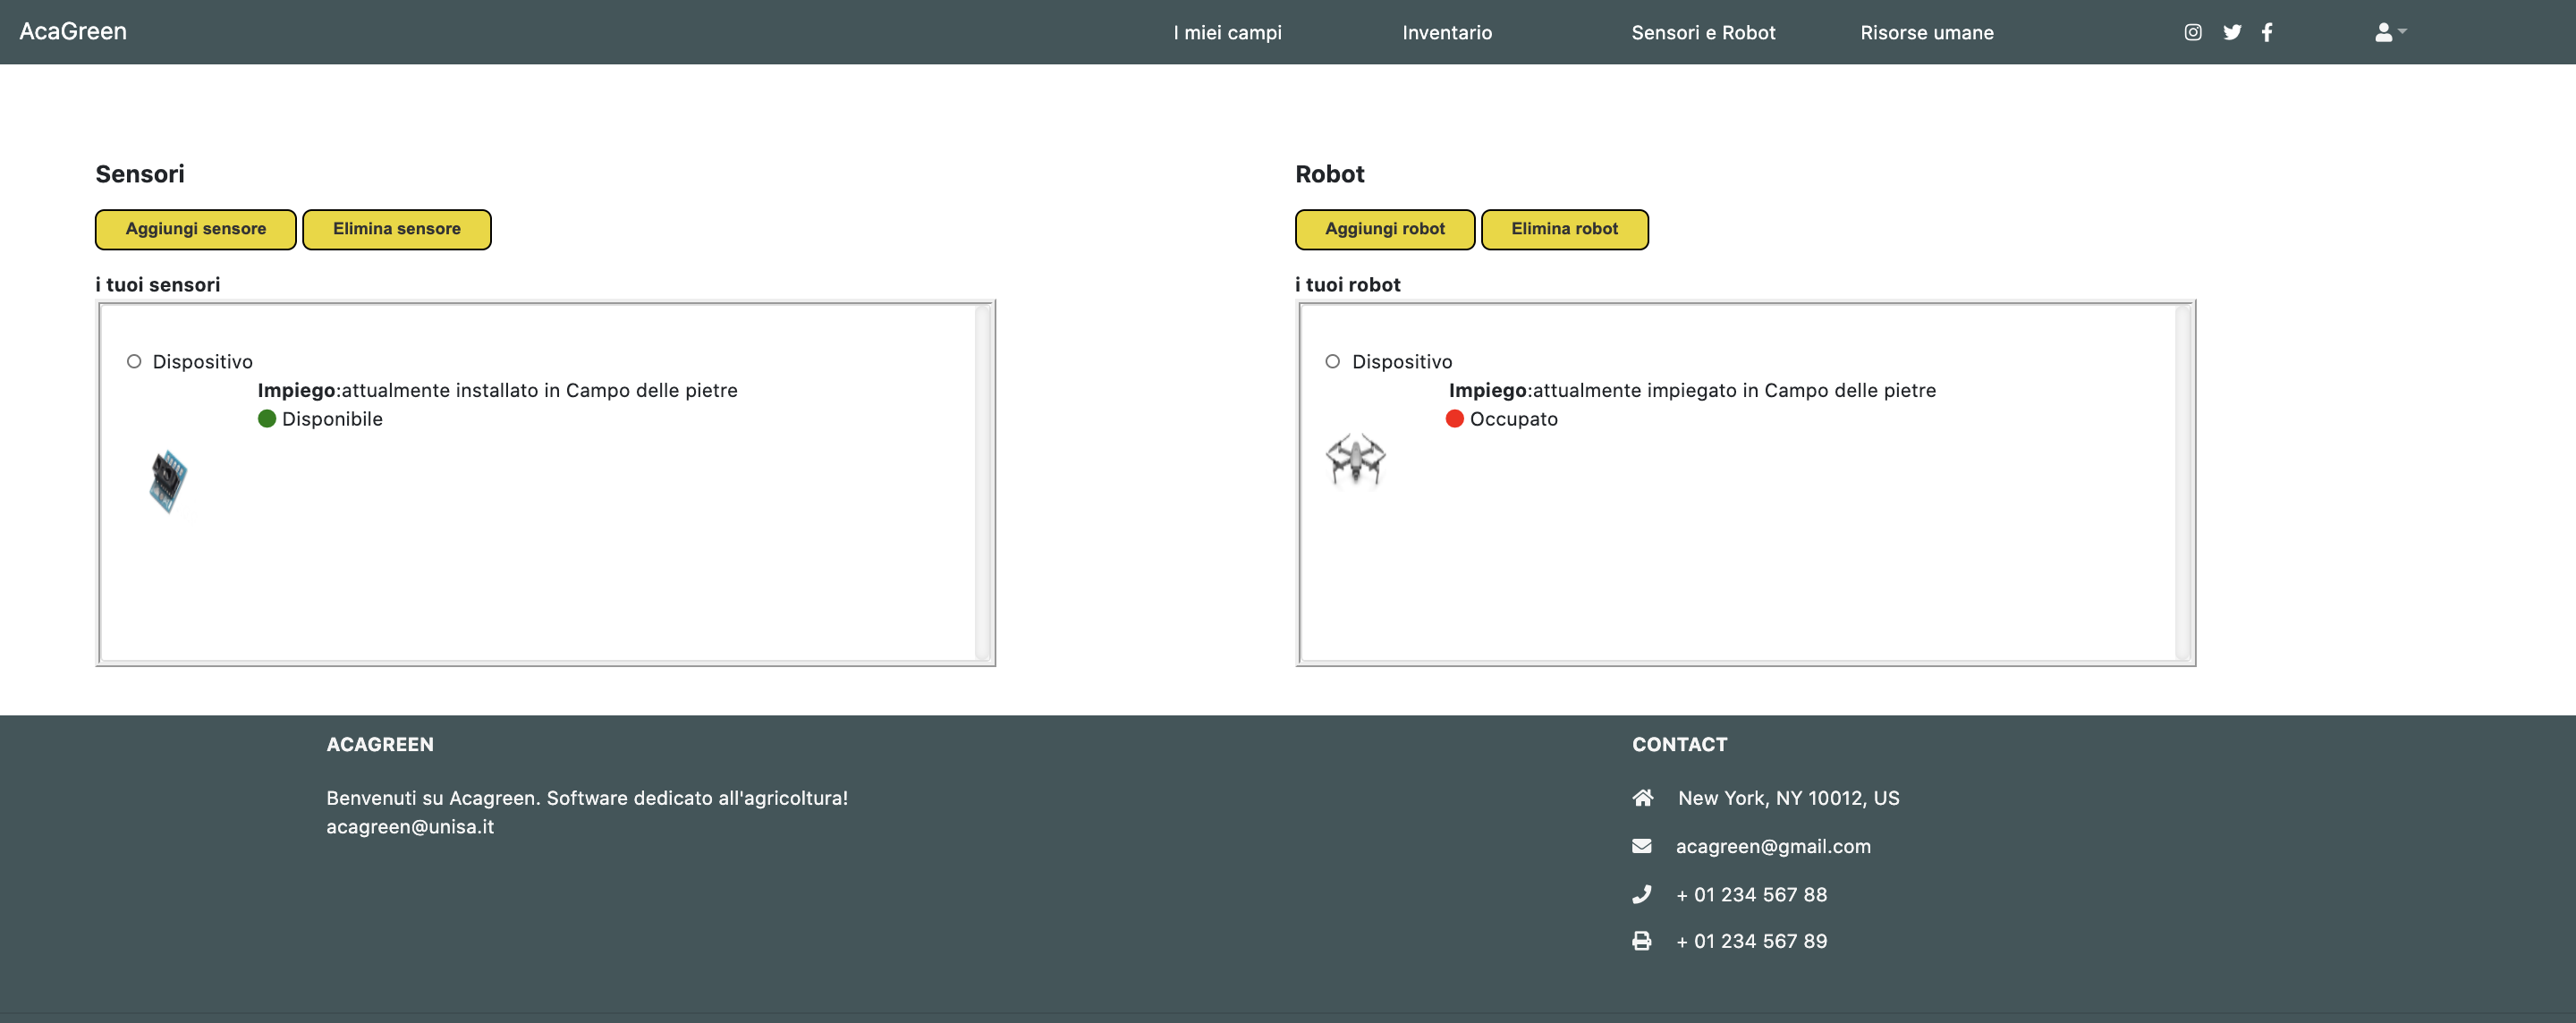 AcaGreen
I miei campi
Inventario
Sensori e Robot
Risorse umane
Sensori
Aggiungi sensore
Elimina sensore
i tuoi sensori
Dispositivo
Impiego:attualmente installato in Campo delle pietre
Disponibile
Robot
Aggiungi robot
Elimina robot
i tuoi robot
Dispositivo
Impiego:attualmente impiegato in Campo delle pietre
Occupato
ACAGREEN
Benvenuti su Acagreen. Software dedicato all'agricoltura!
acagreen@unisa.it
CONTACT
New York, NY 10012, US
acagreen@gmail.com
+ 01 234 567 88
+ 01 234 567 89